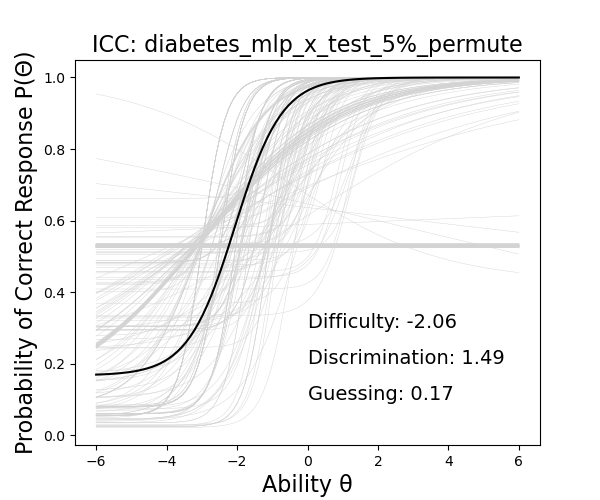 ICC: diabetes_mlp_x_test_5%_permute
Probability of Correct Response P(Θ)
1.0
0.8
0.6
0.4
0.2
0.0
Difficulty: -2.06
Discrimination: 1.49
Guessing: 0.17
−6 −4 −2 0 2 4 6
Ability θ